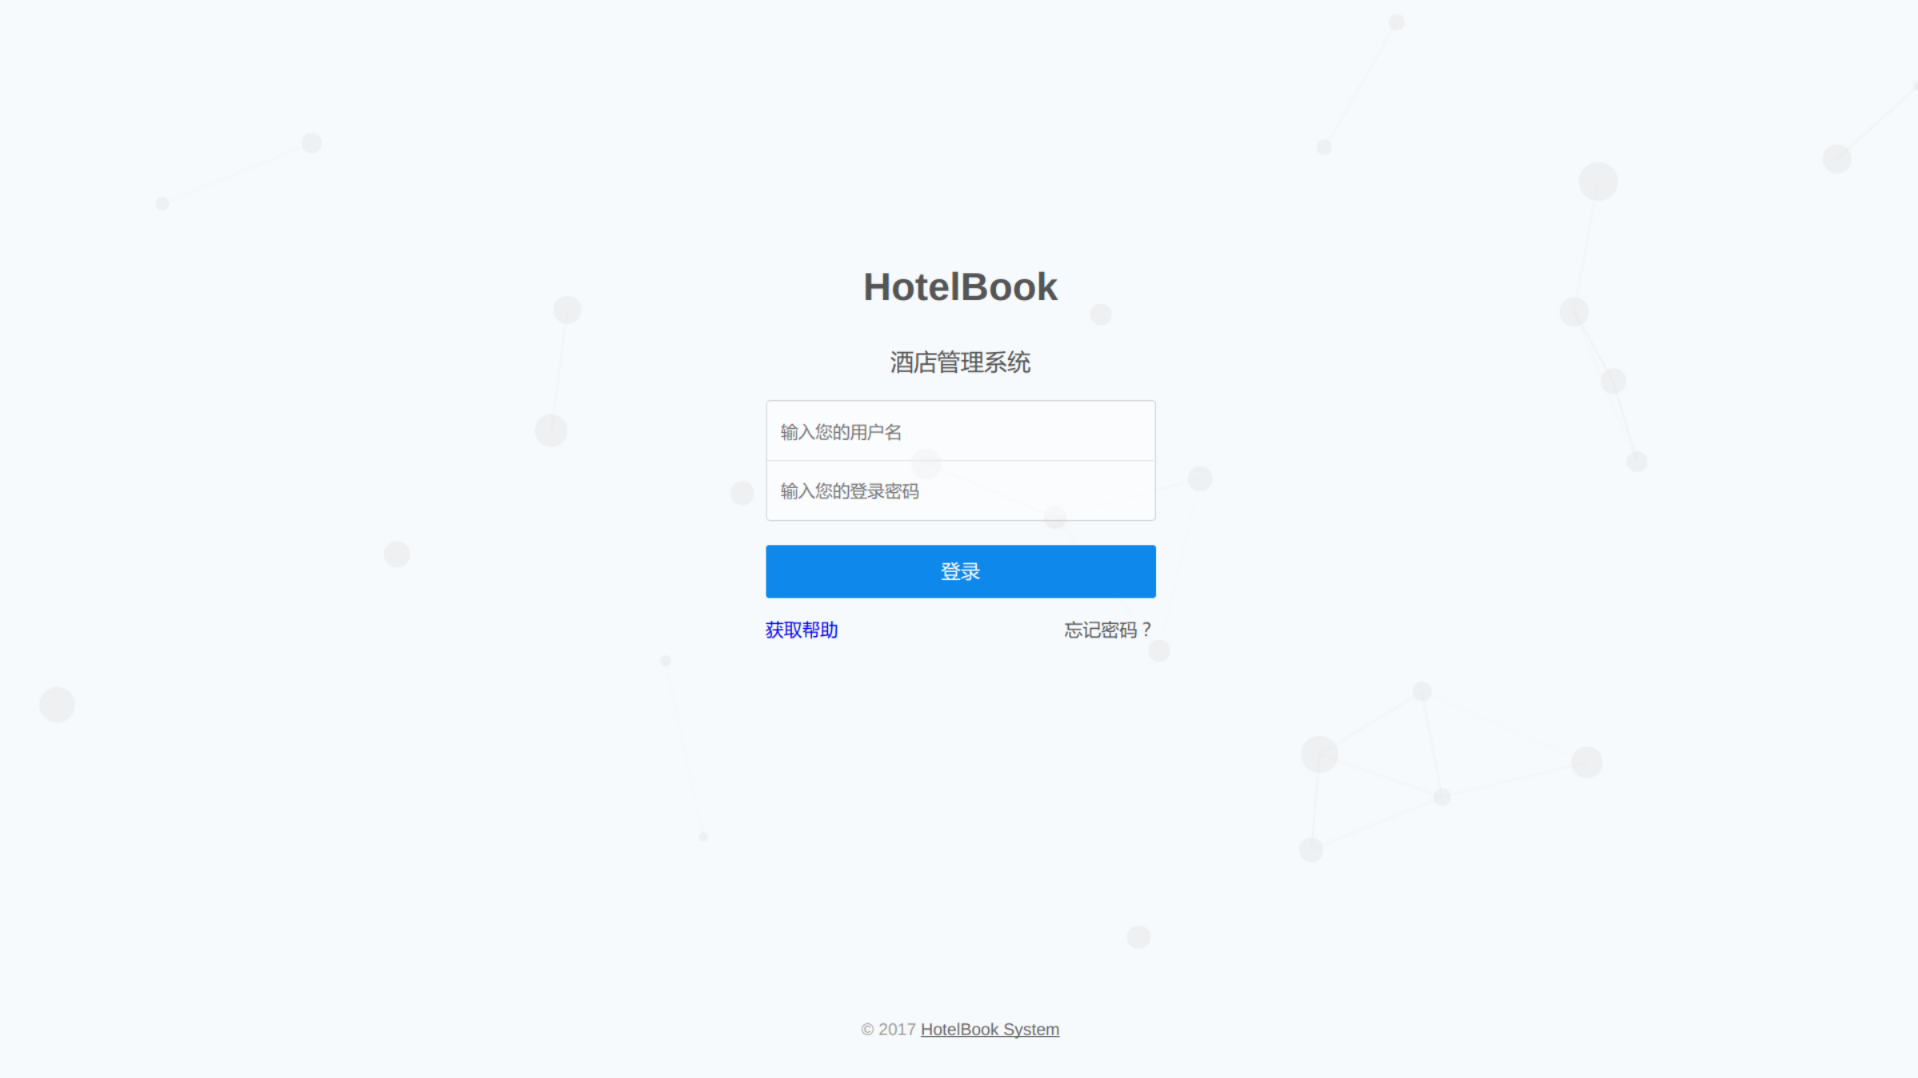 HotelBook
酒店管理系统
输入您的用户名
输入您的登录密码
登录
获取帮助 忘记密码？
© 2017 HotelBook System